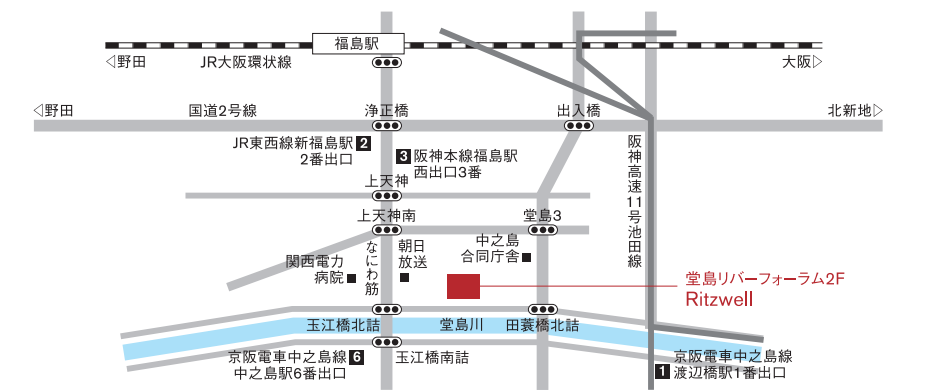 福島駅
◁野田
JR大阪環状線
大阪▷
◁野田
国道2号線
浄正橋
出入橋
北新地▷
JR東西線新福島駅 2
2番出口
3 阪神本線福島駅
西出口3番
阪神高速11号池田線
上天神
上天神南
堂島3
なにわ筋
朝日
放送
中之島
合同庁舎
関西電力
病院
堂島リバーフォーラム2F
Ritzwell
玉江橋北詰
堂島川
田蓑橋北詰
京阪電車中之島線 6
中之島駅6番出口
玉江橋南詰
京阪電車中之島線
1 渡辺橋駅1番出口